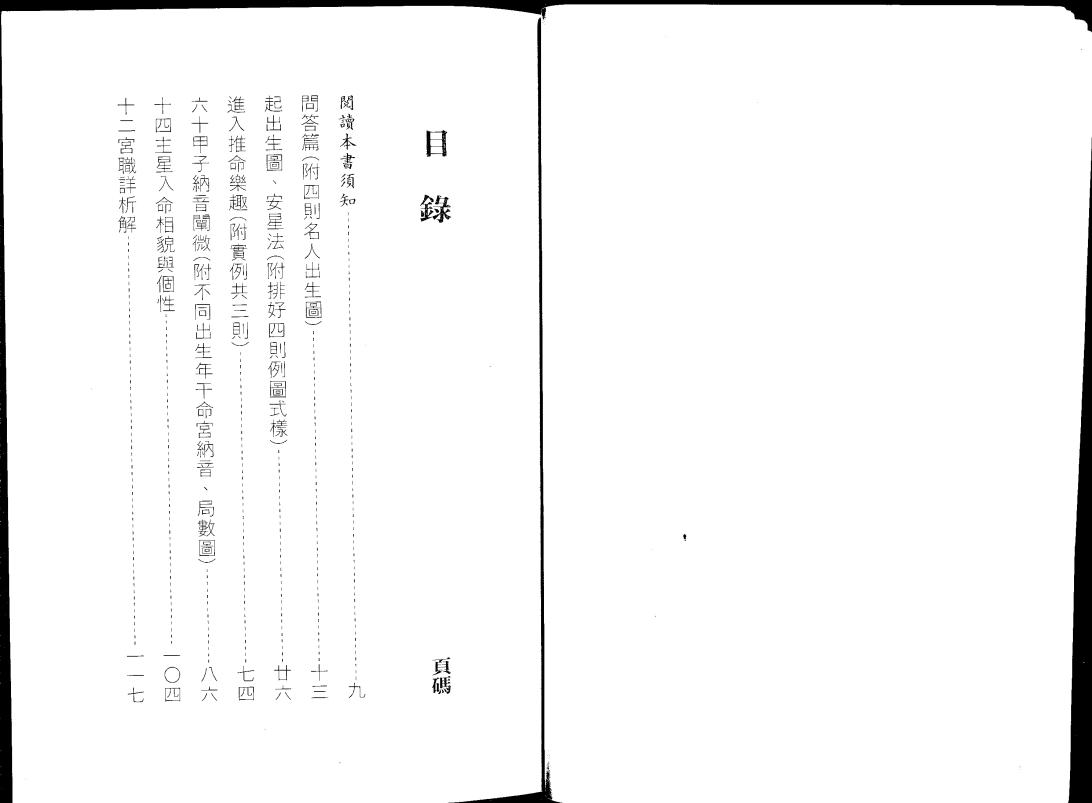 目錄
頁碼
閱讀本書須知 九
問答篇(附四則名人出生圖) 十三
起出生圖、安星法(附排好四則例圖式樣) 廿六
進入推命樂趣(附實例共三則) 七四
六十甲子納音闡微(附不同出生年干命宮納音、局數圖) 八六
十四主星入命相貌與個性 一〇四
十二宮職詳析解 一一七